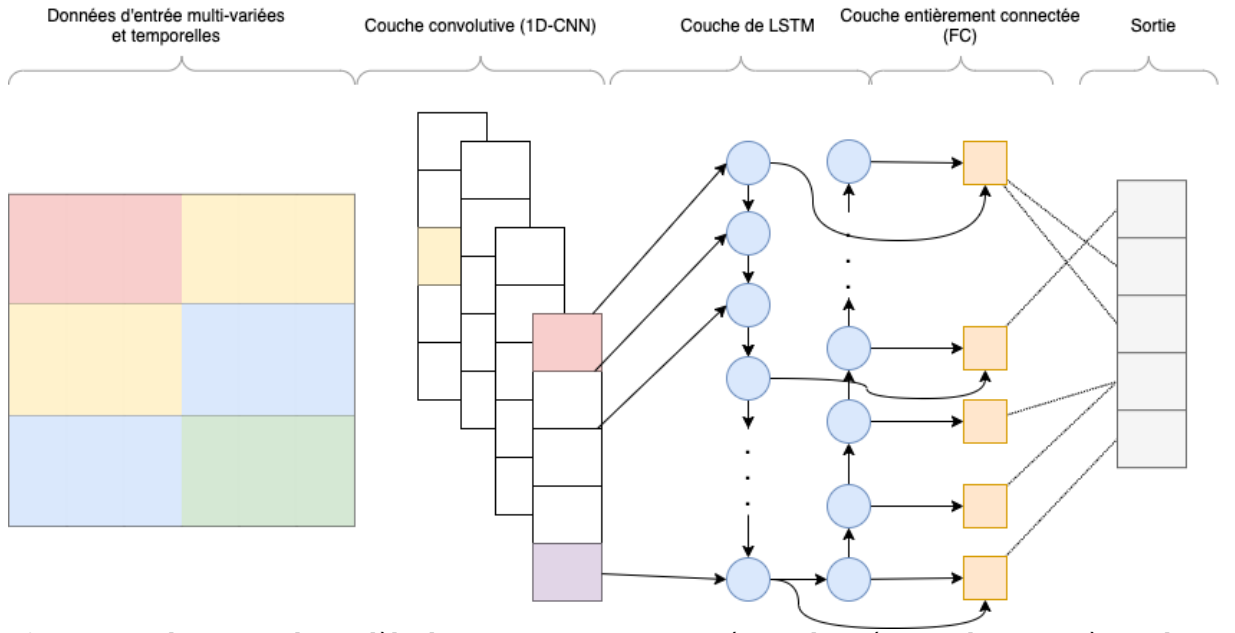 Données d'entrée multi-variées
et temporelles
Couche convolutive (1D-CNN)
Couche de LSTM
Couche entièrement connectée
(FC)
Sortie